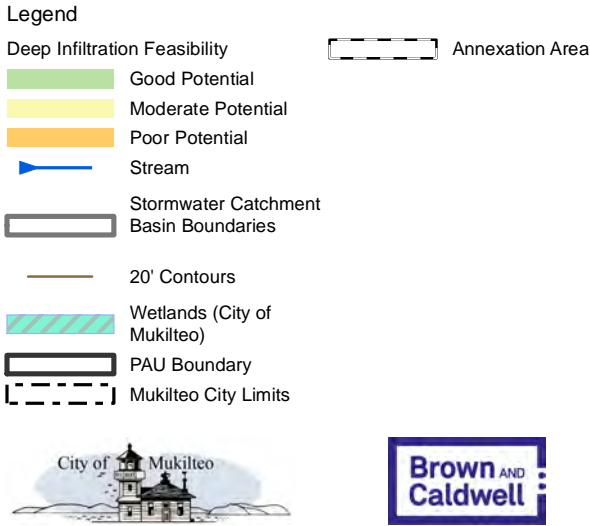 Legend
Deep Infiltration Feasibility
Good Potential
Moderate Potential
Poor Potential
Stream
Stormwater Catchment
Basin Boundaries
20' Contours
Wetlands (City of
Mukilteo)
PAU Boundary
Mukilteo City Limits
Annexation Area
City of Mukilteo
Brown AND
Caldwell